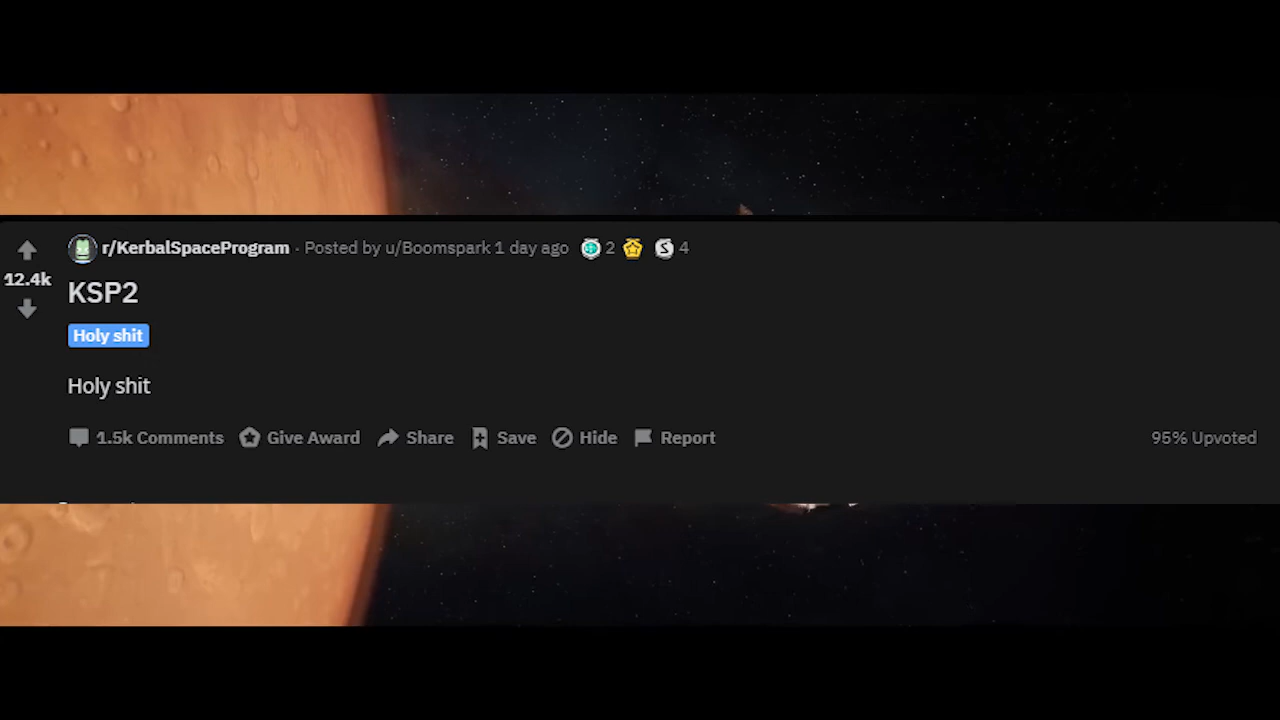 r/KerbalSpaceProgram · Posted by u/Boomspark 1 day ago 2 S 4
12.4k
KSP2
Holy shit
Holy shit
1.5k Comments Give Award Share Save Hide Report 95% Upvoted